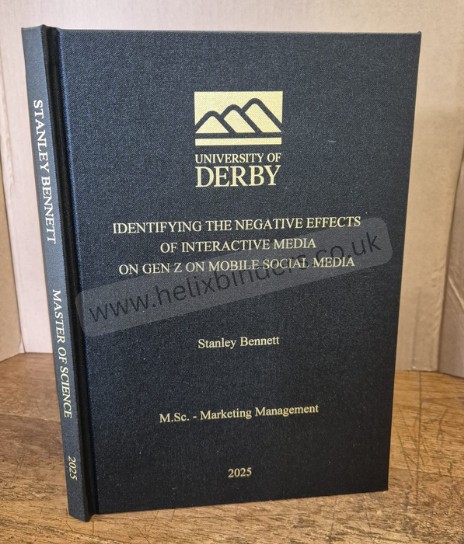 STANLEY BENNETT
MASTER OF SCIENCE
2025
UNIVERSITY OF
DERBY
IDENTIFYING THE NEGATIVE EFFECTS
OF INTERACTIVE MEDIA
ON GEN Z ON MOBILE SOCIAL MEDIA
www.helixbinders.co.uk
Stanley Bennett
M.Sc. - Marketing Management
2025